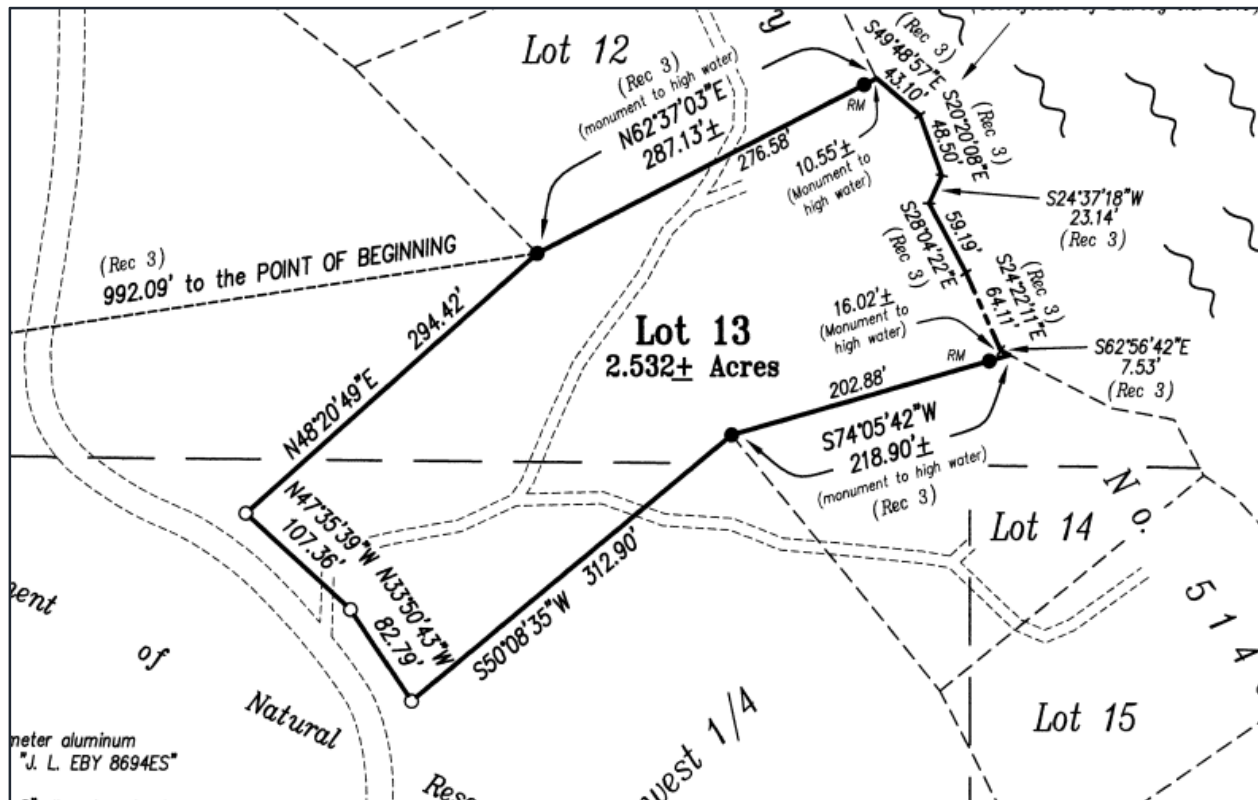 Lot 12
y
(Rec 3)
(monument to high water)
N62°37'03"E
287.13'±
276.58'
RM
10.55'±
(Monument to
high water)
(Rec 3)
S49°48'57"E
43.10'
S20°20'08"E
48.50'
(Rec 3)
S24°37'18"W
23.14'
(Rec 3)
59.19'
S28°04'22"E
(Rec 3)
S24°22'11"E
64.11'
(Rec 3)
(Rec 3)
992.09' to the POINT OF BEGINNING
294.42'
N48°20'49"E
Lot 13
2.532± Acres
16.02'±
(Monument to
high water)
RM
S62°56'42"E
7.53'
(Rec 3)
202.88'
S74°05'42"W
218.90'±
(monument to high water)
(Rec 3)
N47°35'39"W
107.36'
N33°50'43"W
82.79'
312.90'
S50°08'35"W
Lot 14
No.
514
Lot 15
of
Natural
meter aluminum
"J. L. EBY 8694ES"
west 1/4